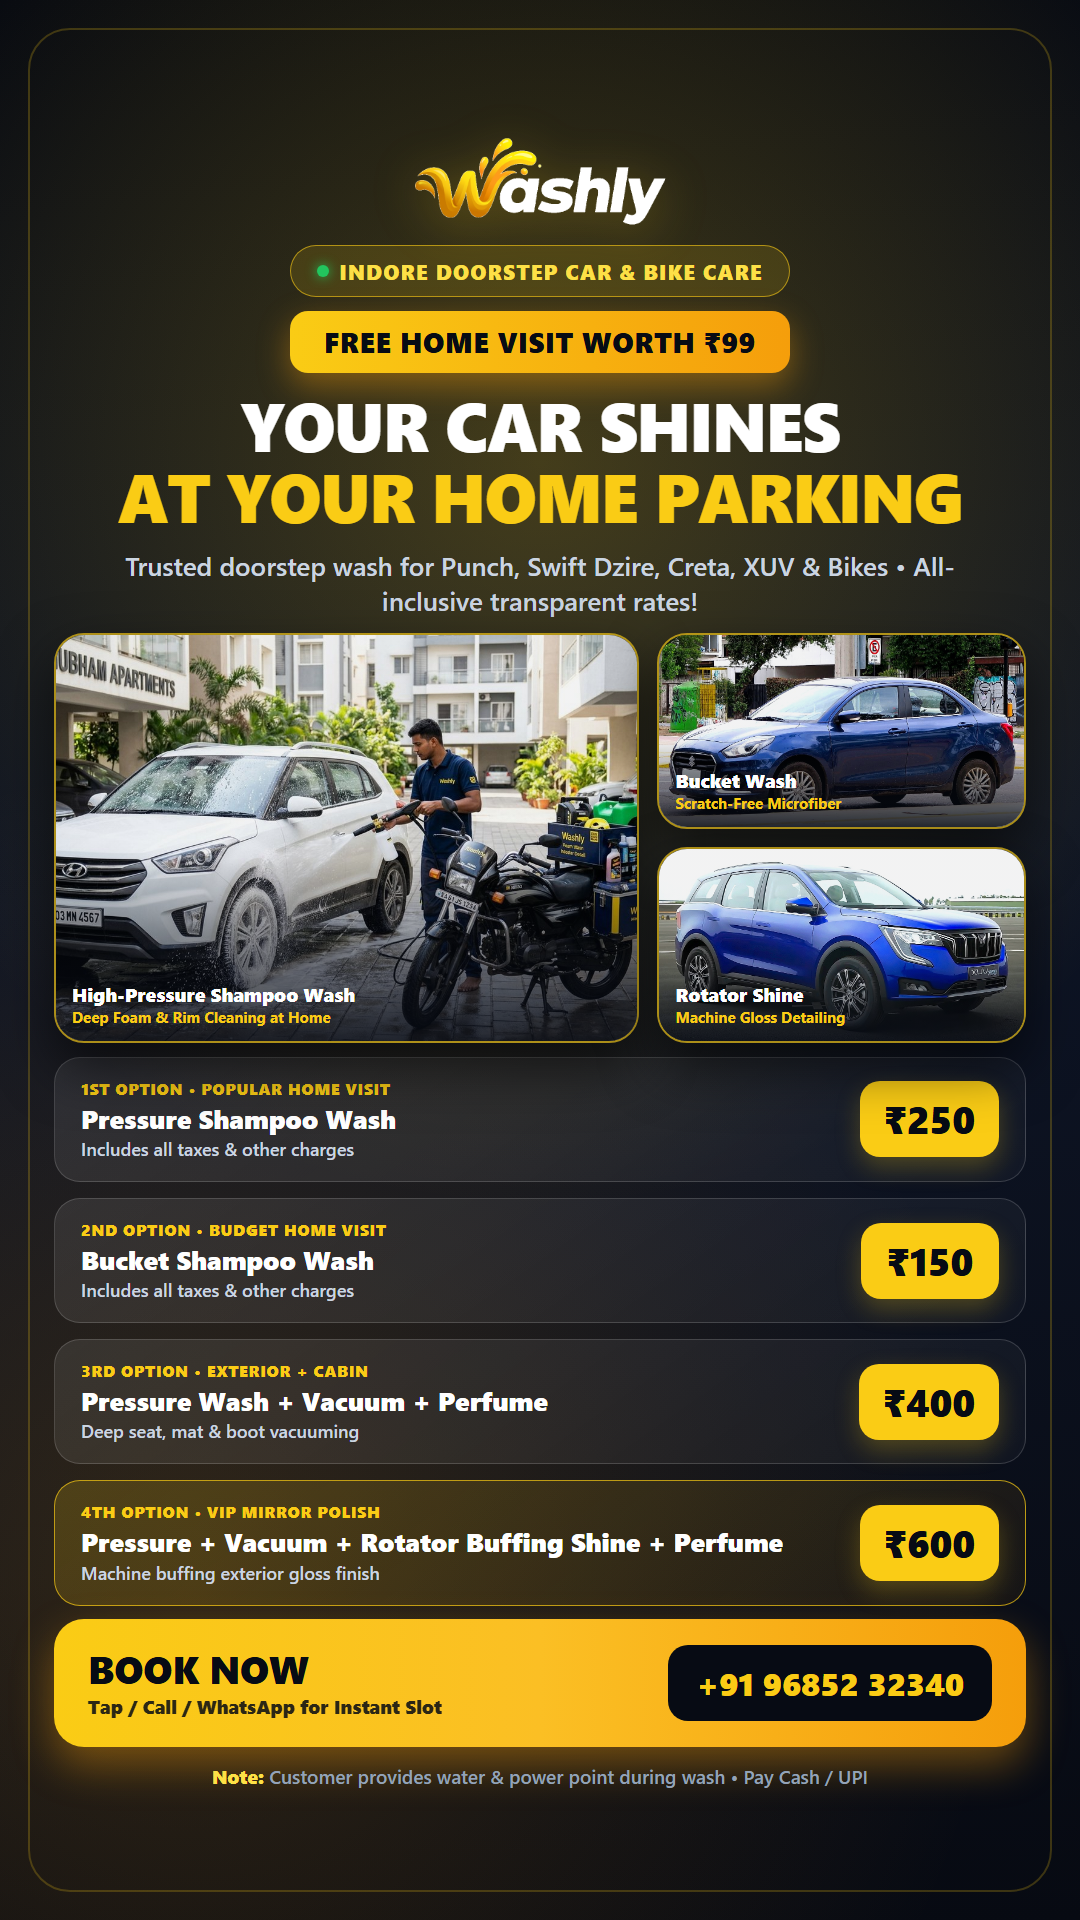 Washly
INDORE DOORSTEP CAR & BIKE CARE
FREE HOME VISIT WORTH ₹99
YOUR CAR SHINES
AT YOUR HOME PARKING
Trusted doorstep wash for Punch, Swift Dzire, Creta, XUV & Bikes • All-
inclusive transparent rates!
UBHAM APARTMENTS
Washly
Washly
03 MN 4567
High-Pressure Shampoo Wash
Deep Foam & Rim Cleaning at Home
Bucket Wash
Scratch-Free Microfiber
Rotator Shine
Machine Gloss Detailing
1ST OPTION • POPULAR HOME VISIT
Pressure Shampoo Wash
Includes all taxes & other charges
₹250
2ND OPTION • BUDGET HOME VISIT
Bucket Shampoo Wash
Includes all taxes & other charges
₹150
3RD OPTION • EXTERIOR + CABIN
Pressure Wash + Vacuum + Perfume
Deep seat, mat & boot vacuuming
₹400
4TH OPTION • VIP MIRROR POLISH
Pressure + Vacuum + Rotator Buffing Shine + Perfume
Machine buffing exterior gloss finish
₹600
BOOK NOW
Tap / Call / WhatsApp for Instant Slot
+91 96852 32340
Note: Customer provides water & power point during wash • Pay Cash / UPI